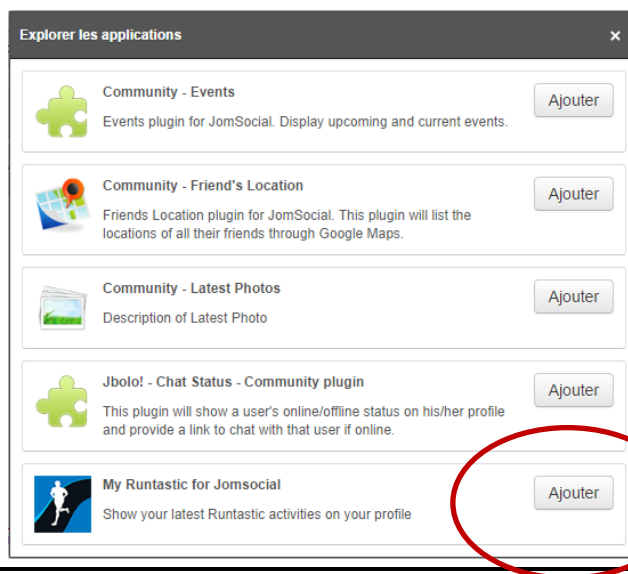 Explorer les applications
×
Community - Events
Ajouter
Events plugin for JomSocial. Display upcoming and current events.
Community - Friend's Location
Ajouter
Friends Location plugin for JomSocial. This plugin will list the
locations of all their friends through Google Maps.
Community - Latest Photos
Ajouter
Description of Latest Photo
Jbolo! - Chat Status - Community plugin
Ajouter
This plugin will show a user's online/offline status on his/her profile
and provide a link to chat with that user if online.
My Runtastic for Jomsocial
Ajouter
Show your latest Runtastic activities on your profile